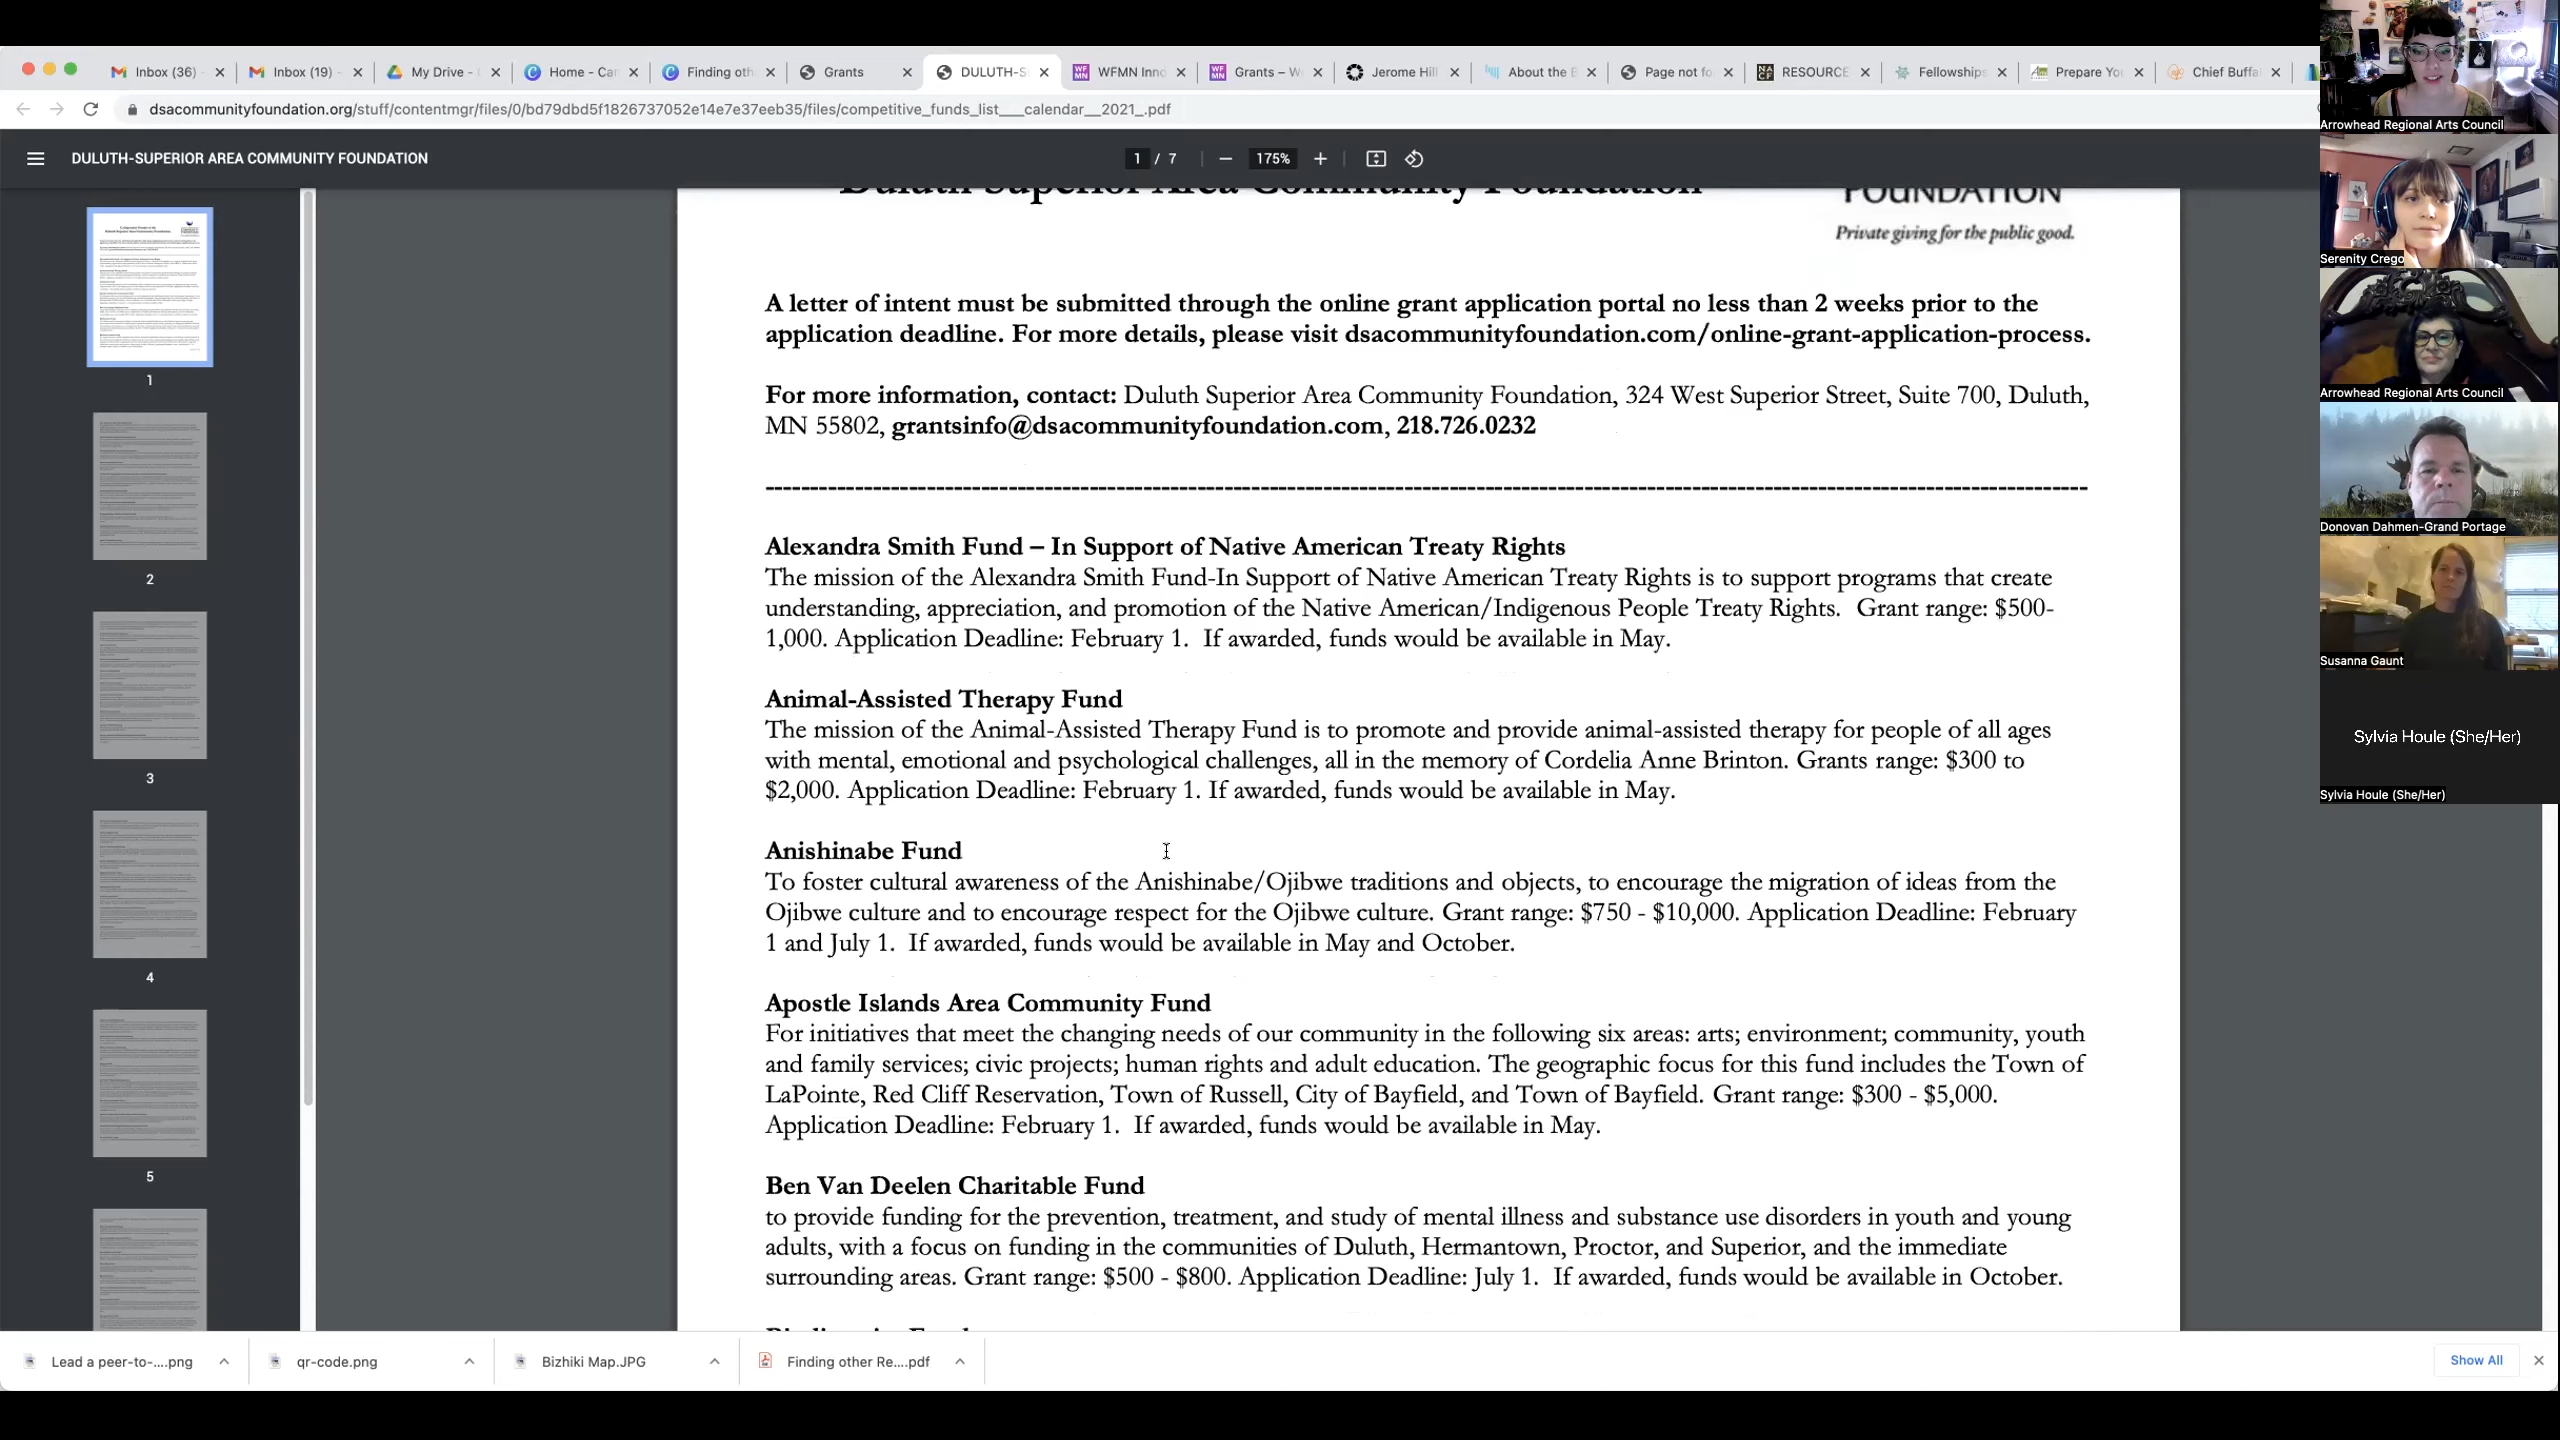 Inbox (36)
Inbox (19) -
My Drive -
Home - Can
Finding oth
Grants
DULUTH-S
WFMN Inno
Grants – W
Jerome Hill
About the B
Page not fo
RESOURCE
Fellowships
Prepare You
Chief Buffal
dsacommunityfoundation.org/stuff/contentmgr/files/0/bd79dbd5f1826737052e14e7e37eeb35/files/competitive_funds_list___calendar__2021_.pdf
DULUTH-SUPERIOR AREA COMMUNITY FOUNDATION
1 / 7
175%
1
2
3
4
5
Duluth Superior Area Community Foundation
FOUNDATION
Private giving for the public good.
A letter of intent must be submitted through the online grant application portal no less than 2 weeks prior to the
application deadline. For more details, please visit dsacommunityfoundation.com/online-grant-application-process.
For more information, contact: Duluth Superior Area Community Foundation, 324 West Superior Street, Suite 700, Duluth,
MN 55802, grantsinfo@dsacommunityfoundation.com, 218.726.0232
Alexandra Smith Fund – In Support of Native American Treaty Rights
The mission of the Alexandra Smith Fund-In Support of Native American Treaty Rights is to support programs that create
understanding, appreciation, and promotion of the Native American/Indigenous People Treaty Rights. Grant range: $500-
1,000. Application Deadline: February 1. If awarded, funds would be available in May.
Animal-Assisted Therapy Fund
The mission of the Animal-Assisted Therapy Fund is to promote and provide animal-assisted therapy for people of all ages
with mental, emotional and psychological challenges, all in the memory of Cordelia Anne Brinton. Grants range: $300 to
$2,000. Application Deadline: February 1. If awarded, funds would be available in May.
Anishinabe Fund
To foster cultural awareness of the Anishinabe/Ojibwe traditions and objects, to encourage the migration of ideas from the
Ojibwe culture and to encourage respect for the Ojibwe culture. Grant range: $750 - $10,000. Application Deadline: February
1 and July 1. If awarded, funds would be available in May and October.
Apostle Islands Area Community Fund
For initiatives that meet the changing needs of our community in the following six areas: arts; environment; community, youth
and family services; civic projects; human rights and adult education. The geographic focus for this fund includes the Town of
LaPointe, Red Cliff Reservation, Town of Russell, City of Bayfield, and Town of Bayfield. Grant range: $300 - $5,000.
Application Deadline: February 1. If awarded, funds would be available in May.
Ben Van Deelen Charitable Fund
to provide funding for the prevention, treatment, and study of mental illness and substance use disorders in youth and young
adults, with a focus on funding in the communities of Duluth, Hermantown, Proctor, and Superior, and the immediate
surrounding areas. Grant range: $500 - $800. Application Deadline: July 1. If awarded, funds would be available in October.
Arrowhead Regional Arts Council
Serenity Crego
Arrowhead Regional Arts Council
Donovan Dahmen-Grand Portage
Susanna Gaunt
Sylvia Houle (She/Her)
Sylvia Houle (She/Her)
Lead a peer-to-....png
qr-code.png
Bizhiki Map.JPG
Finding other Re....pdf
Show All